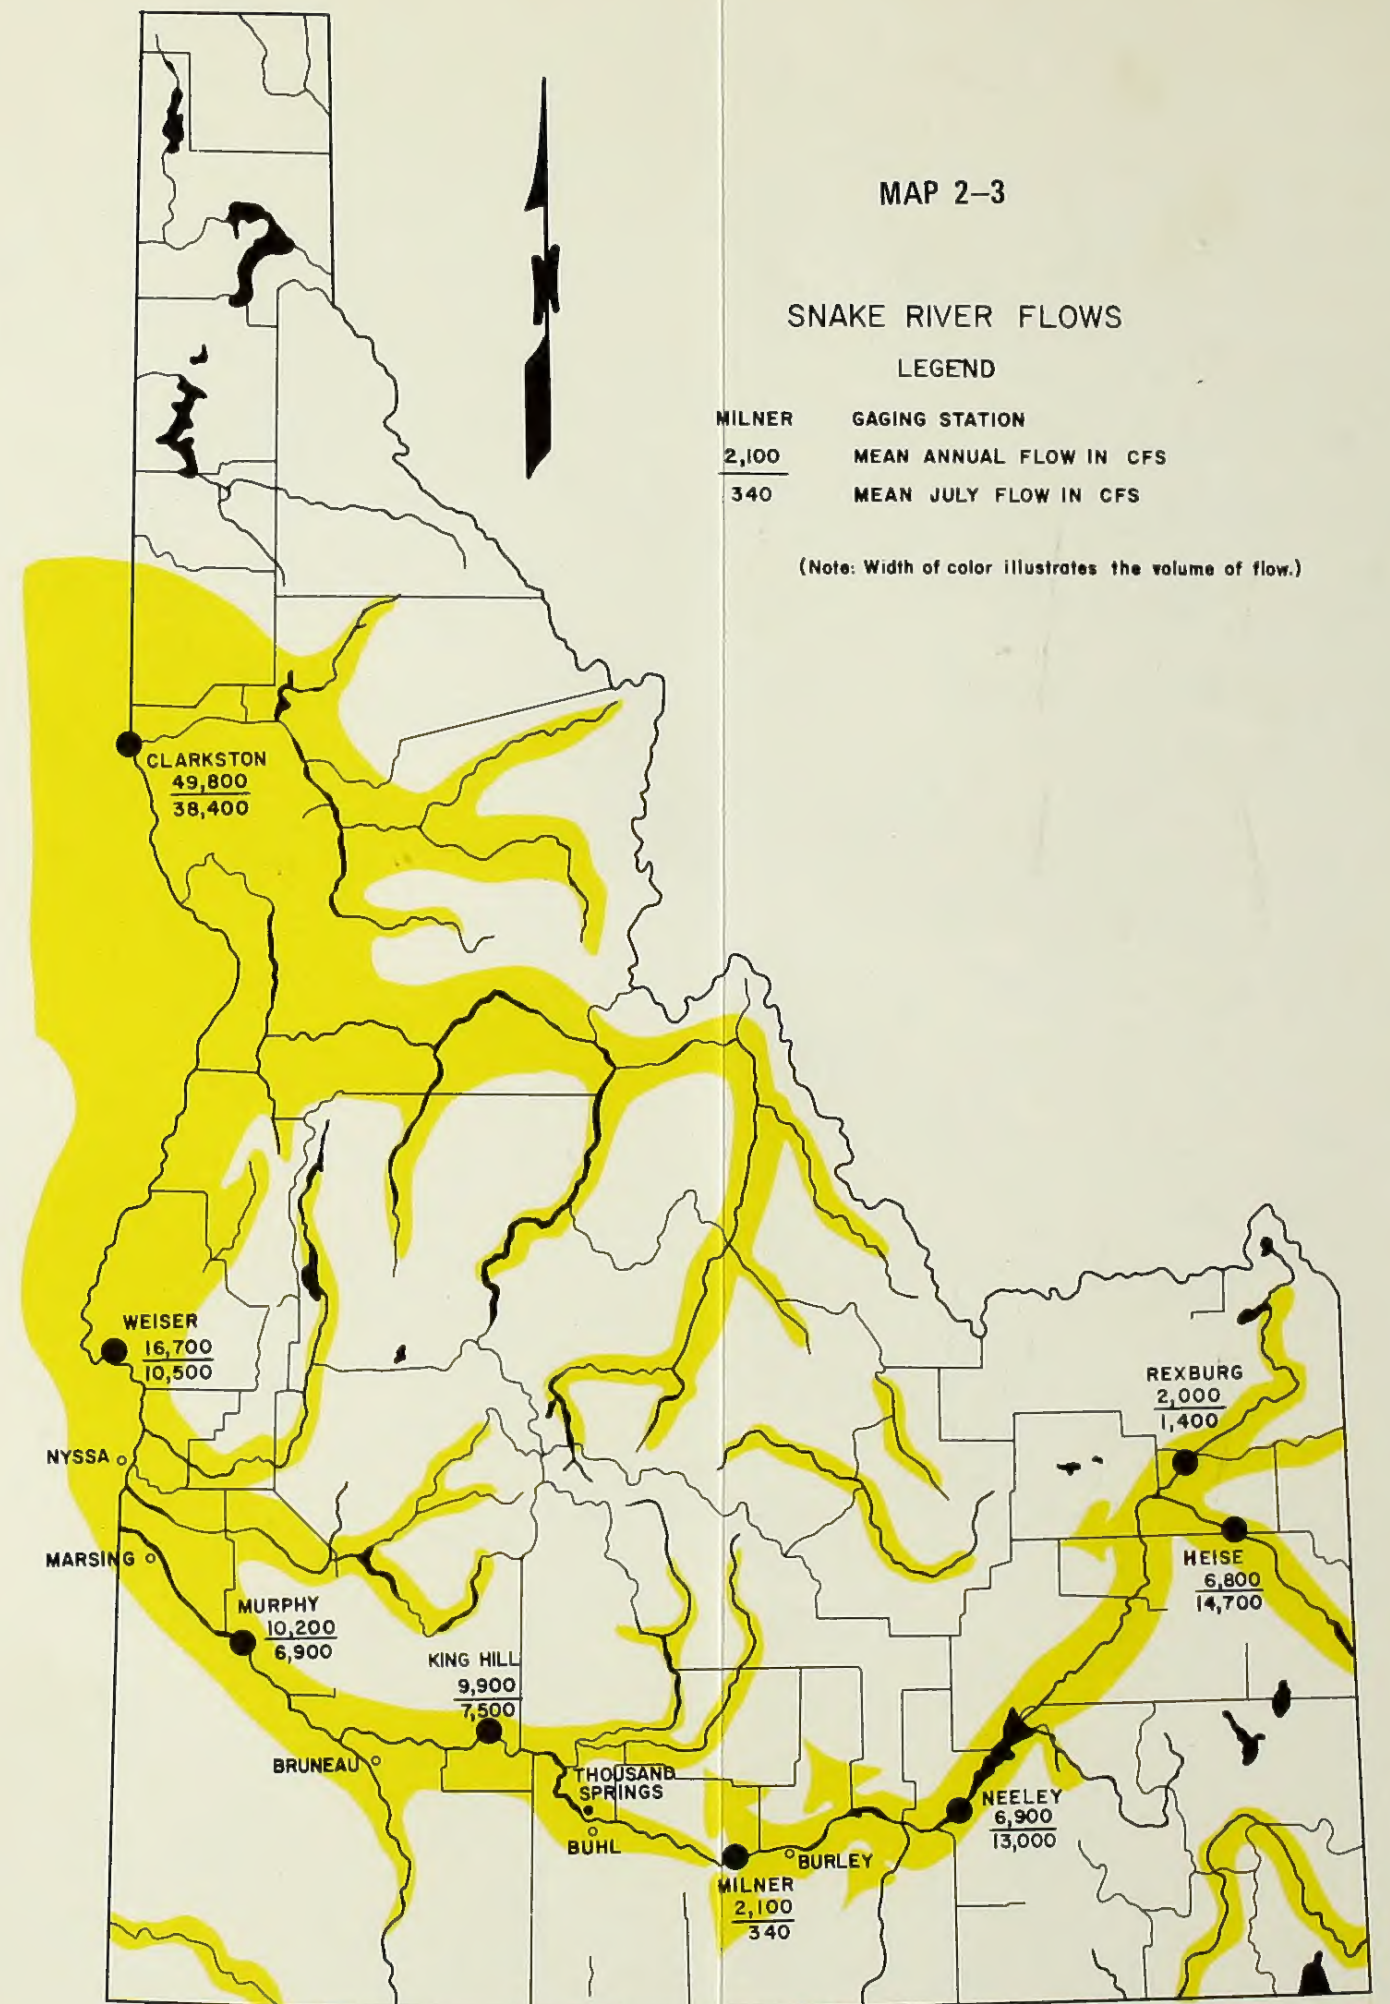 MAP 2-3
SNAKE RIVER FLOWS
LEGEND
MILNER GAGING STATION
2,100 MEAN ANNUAL FLOW IN CFS
340 MEAN JULY FLOW IN CFS
(Note: Width of color illustrates the volume of flow.)
N
CLARKSTON
49,800
38,400
WEISER
16,700
10,500
REXBURG
2,000
1,400
NYSSA
MARSING
HEISE
6,800
14,700
MURPHY
10,200
6,900
KING HILL
9,900
7,500
BRUNEAU
THOUSAND
SPRINGS
BUHL
NEELEY
6,900
13,000
BURLEY
MILNER
2,100
340